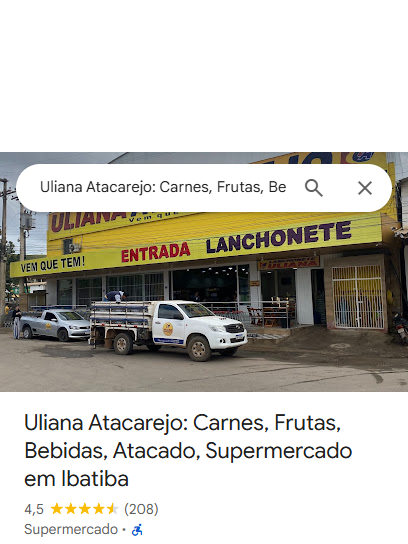 Uliana Atacarejo: Carnes, Frutas, Be
ULIANA
Vem que
VEM QUE TEM!
ENTRADA
LANCHONETE
ULIANA
Uliana Atacarejo: Carnes, Frutas,
Bebidas, Atacado, Supermercado
em Ibatiba
4,5 (208)
Supermercado ·